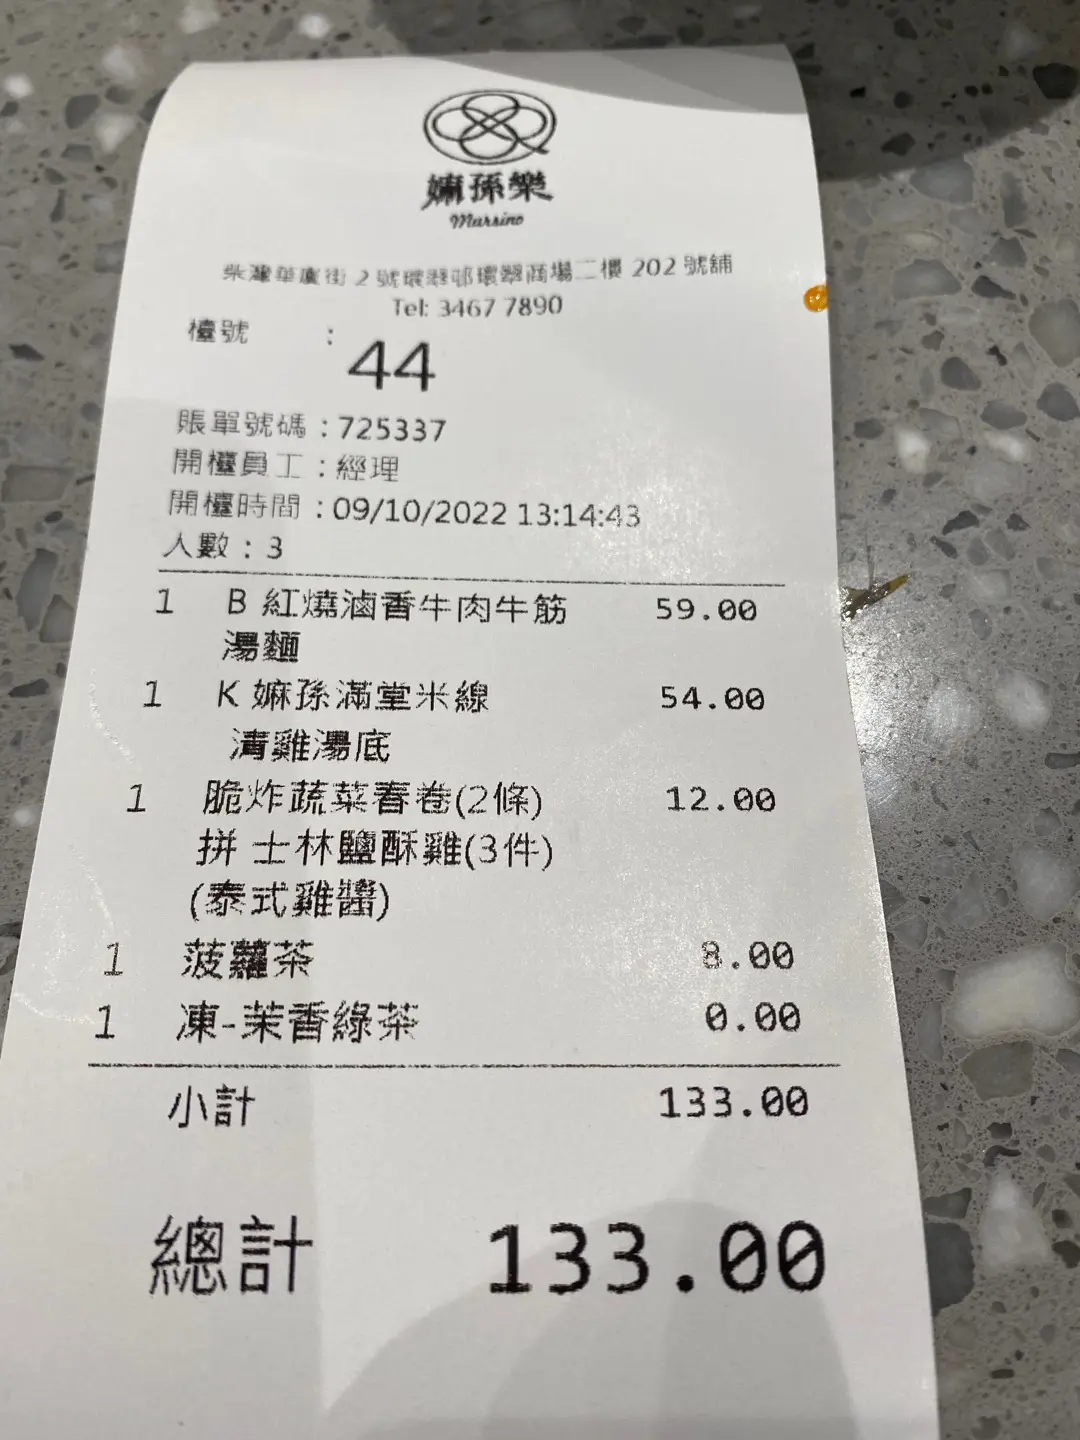 嫲孫樂
Marsino
柴灣華廈街 2 號環翠邨環翠商場二樓 202 號舖
Tel: 3467 7890
檯號 : 44
賬單號碼 : 725337
開檯員工 : 經理
開檯時間 : 09/10/2022 13:14:43
人數 : 3
1 B 紅燒滷香牛肉牛筋 59.00
湯麵
1 K 嫲孫滿堂米線 54.00
清雞湯底
1 脆炸蔬菜春卷(2條) 12.00
拼 士林鹽酥雞(3件)
(泰式雞醬)
1 菠蘿茶 8.00
1 凍-茉香綠茶 0.00
小計 133.00
總計 133.00